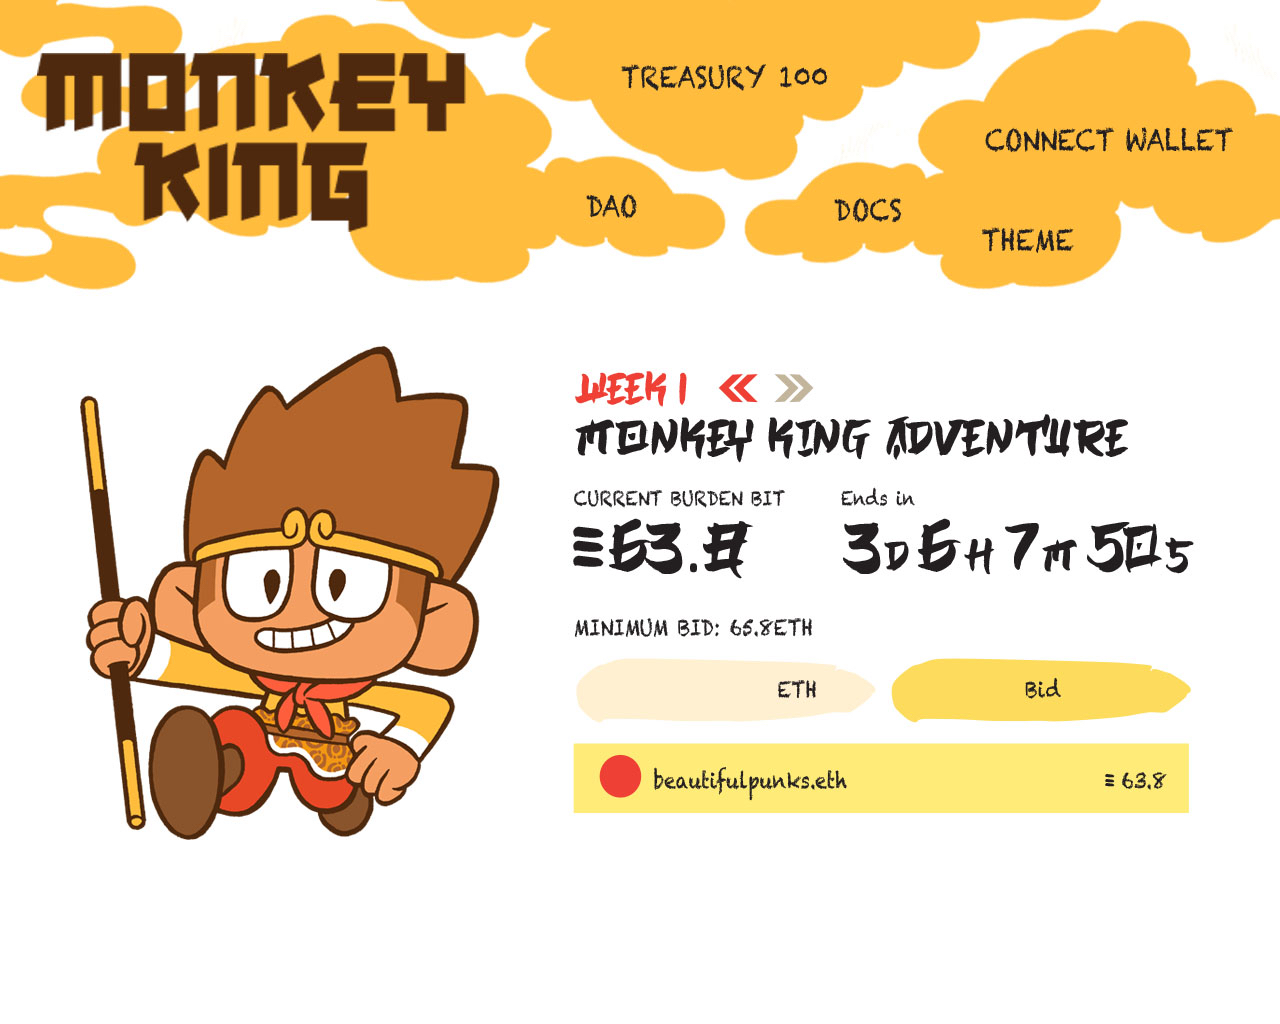 MONKEY
KING
TREASURY 100
CONNECT WALLET
DAO
DOCS
THEME
WEEK 1
MONKEY KING ADVENTURE
CURRENT BURDEN BIT
Ends in
Ξ63.8
3D 6H 7M 50S
MINIMUM BID: 65.8ETH
ETH
Bid
beautifulpunks.eth
Ξ 63.8